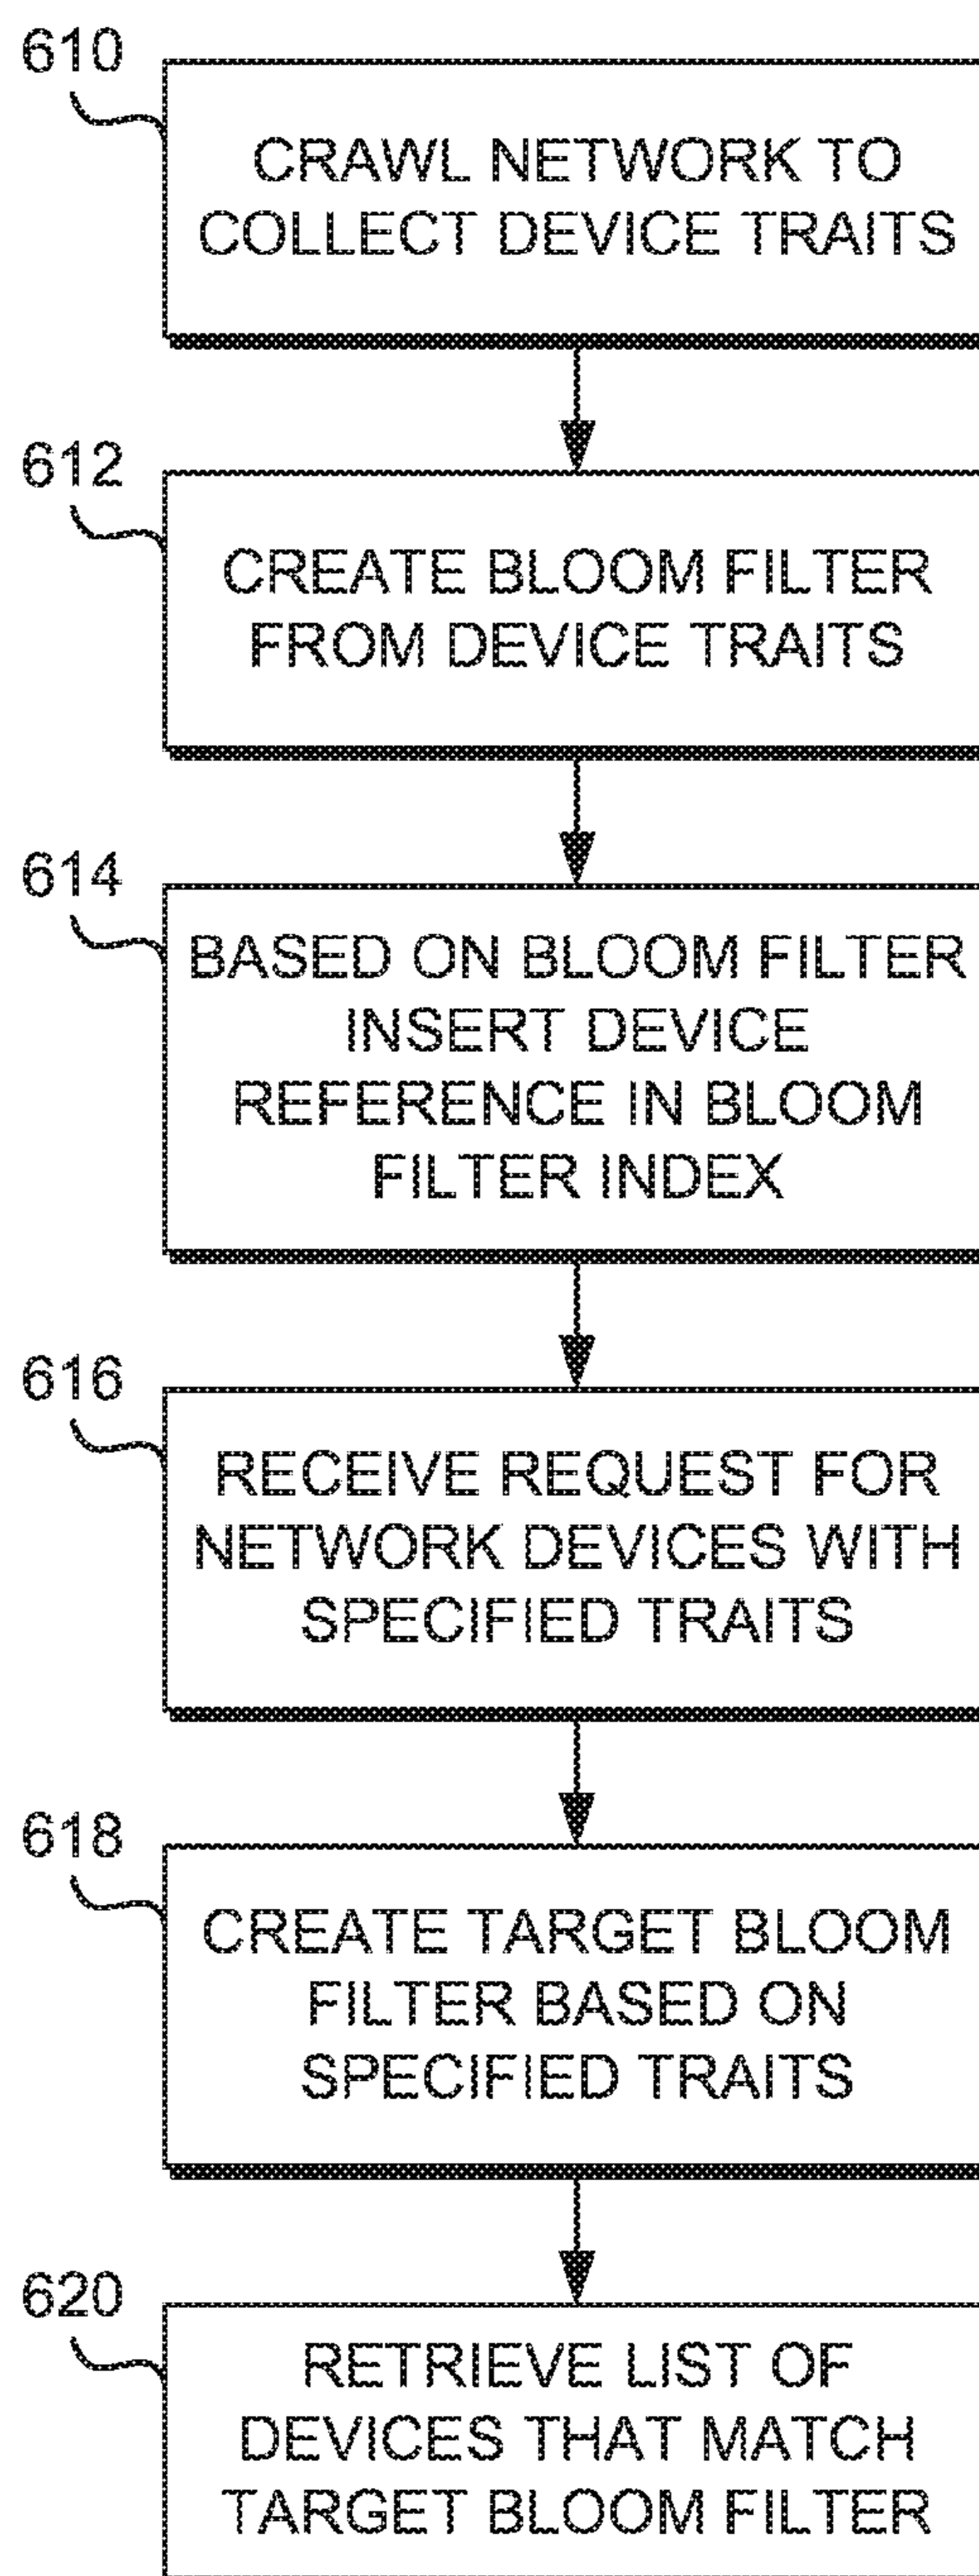 610
CRAWL NETWORK TO
COLLECT DEVICE TRAITS
612
CREATE BLOOM FILTER
FROM DEVICE TRAITS
614
BASED ON BLOOM FILTER
INSERT DEVICE
REFERENCE IN BLOOM
FILTER INDEX
616
RECEIVE REQUEST FOR
NETWORK DEVICES WITH
SPECIFIED TRAITS
618
CREATE TARGET BLOOM
FILTER BASED ON
SPECIFIED TRAITS
620
RETRIEVE LIST OF
DEVICES THAT MATCH
TARGET BLOOM FILTER